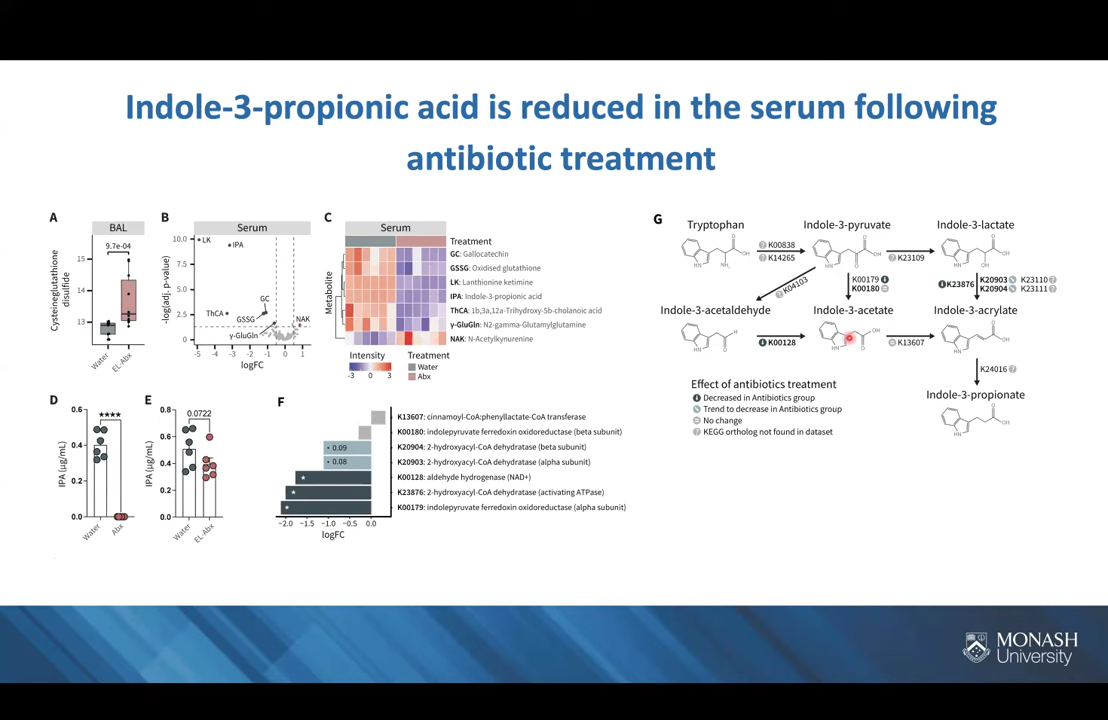 Indole-3-propionic acid is reduced in the serum following
antibiotic treatment
A
BAL
9.7e-04
Cysteineglutathione
disulfide
15
14
13
Water
EL-Abx
B
Serum
-log(adj. p-value)
10.0
7.5
5.0
2.5
0
LK
IPA
GC
ThCA
GSSG
NAK
γ-GluGln
-5
-4
-3
-2
-1
0
1
logFC
C
Serum
Treatment
Metabolite
GC: Gallocatechin
GSSG: Oxidised glutathione
LK: Lanthionine ketimine
IPA: Indole-3-propionic acid
ThCA: 1b,3a,12a-Trihydroxy-5b-cholanoic acid
γ-GluGln: N2-gamma-Glutamylglutamine
NAK: N-Acetylkynurenine
Intensity
-3 0 3
Treatment
Water
Abx
D
****
IPA (µg/mL)
0.6
0.4
0.2
0.0
Water
Abx
E
0.0722
IPA (µg/mL)
0.8
0.6
0.4
0.2
0.0
Water
EL-Abx
F
K13607: cinnamoyl-CoA:phenyllactate-CoA transferase
K00180: indolepyruvate ferredoxin oxidoreductase (beta subunit)
0.09
K20904: 2-hydroxyacyl-CoA dehydratase (beta subunit)
0.08
K20903: 2-hydroxyacyl-CoA dehydratase (alpha subunit)
* K00128: aldehyde hydrogenase (NAD+)
* K23876: 2-hydroxyacyl-CoA dehydratase (activating ATPase)
* K00179: indolepyruvate ferredoxin oxidoreductase (alpha subunit)
−2.0 −1.5 −1.0 −0.5 0.0
logFC
G
Tryptophan
Indole-3-pyruvate
Indole-3-lactate
? K00838
? K14265
= K23109
K04103
K00179
K00180 =
K23876
K20903 K23110 ?
K20904 K23111 ?
Indole-3-acetaldehyde
Indole-3-acetate
Indole-3-acrylate
K00128
= K13607
K24016 ?
Indole-3-propionate
Effect of antibiotics treatment
Decreased in Antibiotics group
Trend to decrease in Antibiotics group
= No change
? KEGG ortholog not found in dataset
MONASH
University